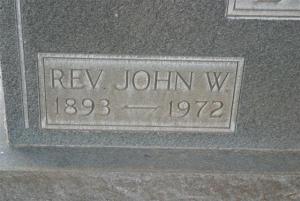 REV. JOHN W.
1893 — 1972